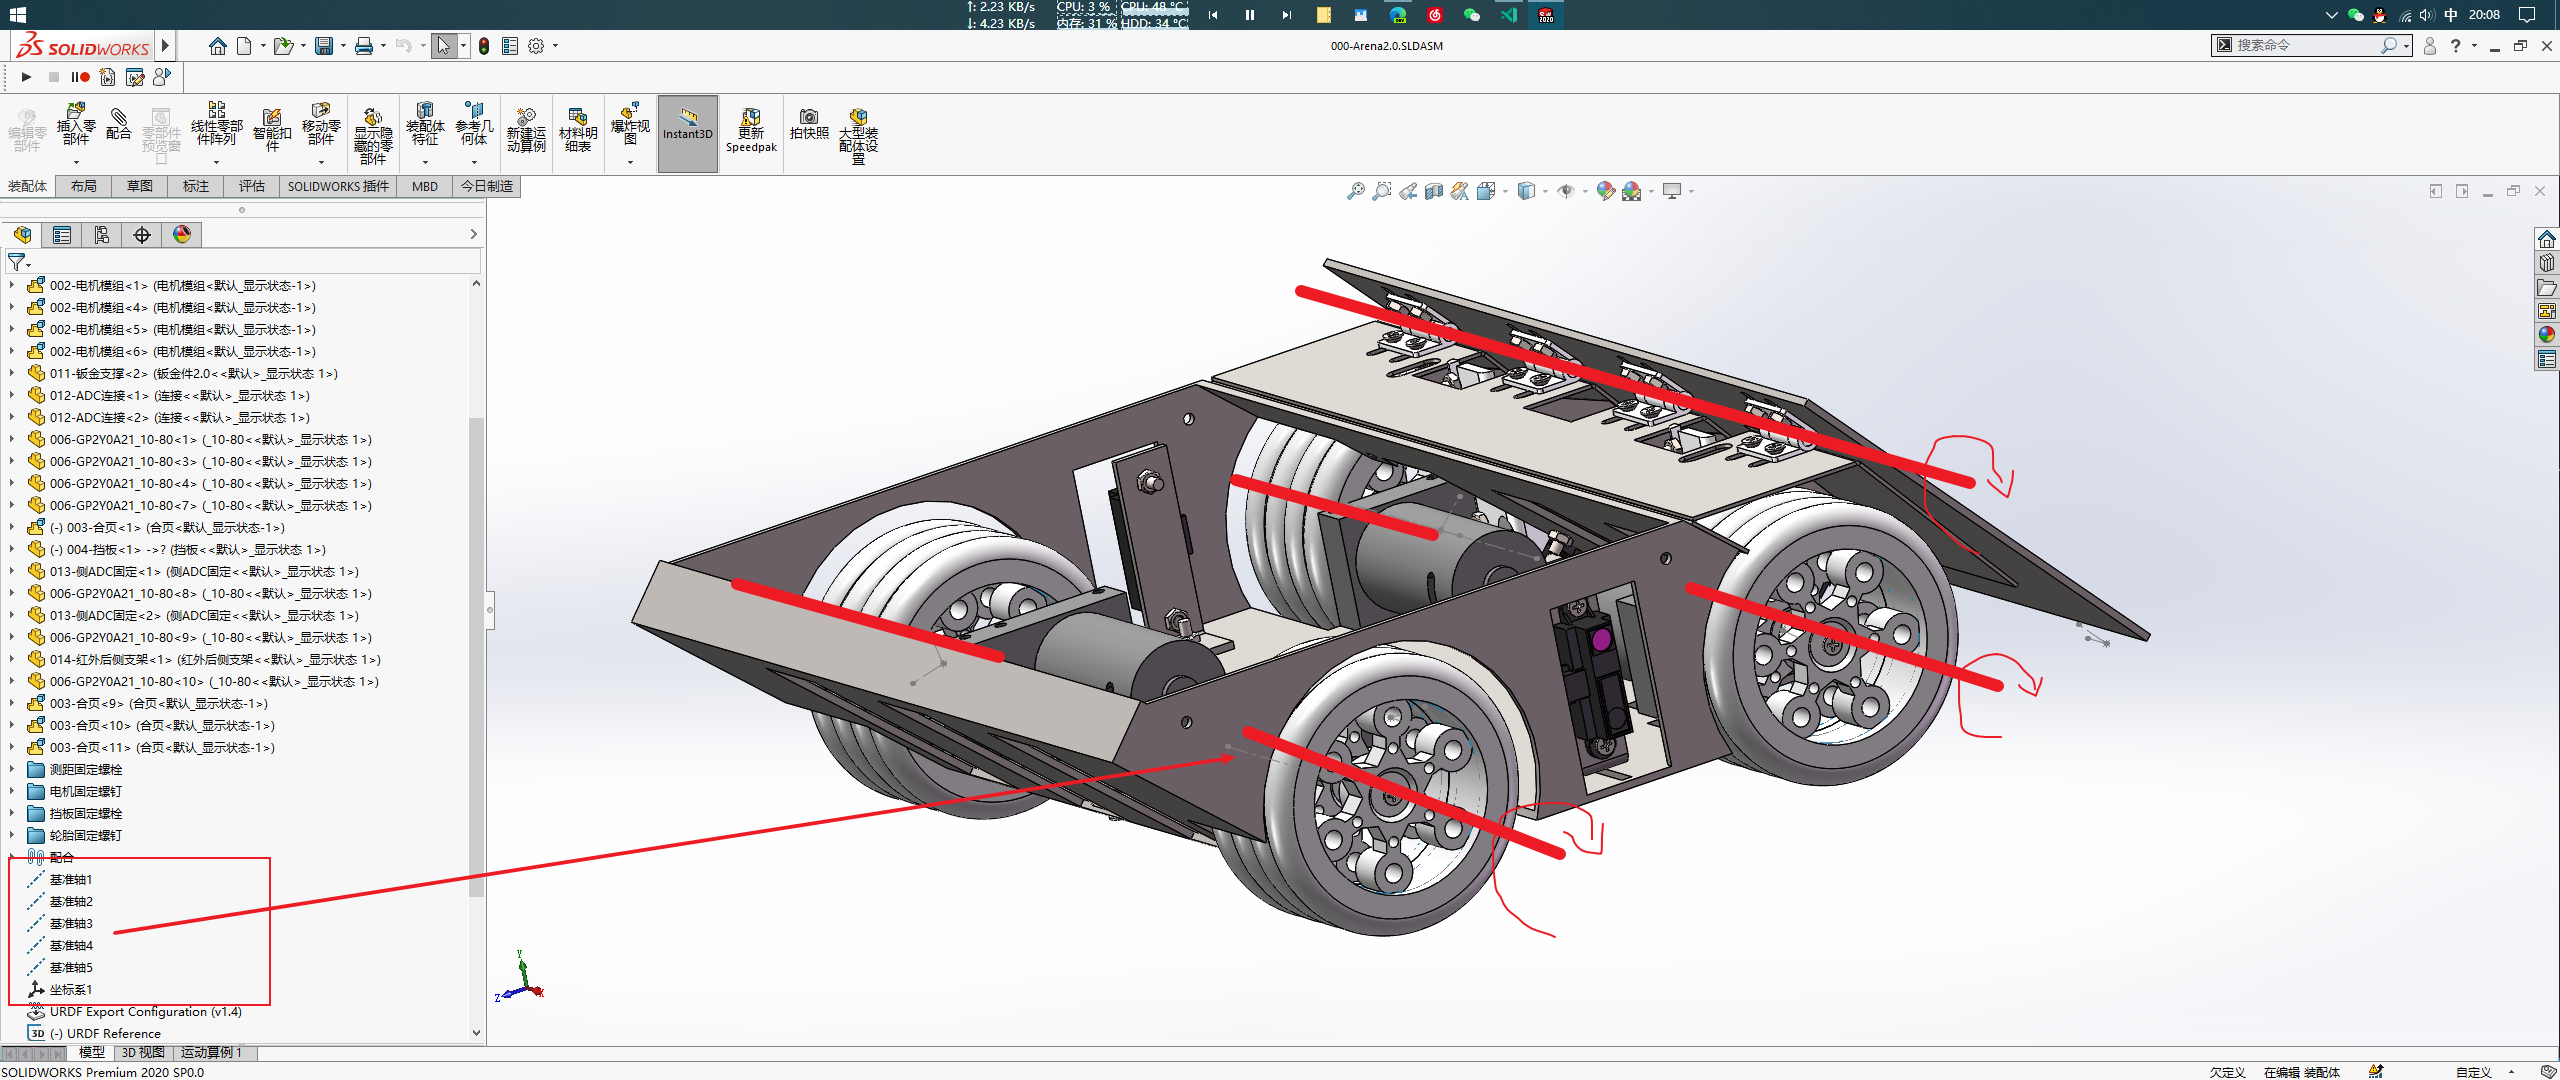 ↑: 2.23 KB/s CPU: 3 % CPU: 48 °C
↓: 4.23 KB/s 内存: 31 % HDD: 34 °C
中 20:08
SOLIDWORKS
000-Arena2.0.SLDASM
搜索命令
编辑零部件
插入零部件
配合
零部件预览窗口
线性零部件阵列
智能扣件
移动零部件
显示隐藏的零部件
装配体特征
参考几何体
新建运动算例
材料明细表
爆炸视图
Instant3D
更新 Speedpak
拍快照
大型装配体设置
装配体 布局 草图 标注 评估 SOLIDWORKS 插件 MBD 今日制造
002-电机模组<1> (电机模组<默认_显示状态-1>)
002-电机模组<4> (电机模组<默认_显示状态-1>)
002-电机模组<5> (电机模组<默认_显示状态-1>)
002-电机模组<6> (电机模组<默认_显示状态-1>)
011-钣金支撑<2> (钣金件2.0<<默认>_显示状态 1>)
012-ADC连接<1> (连接<<默认>_显示状态 1>)
012-ADC连接<2> (连接<<默认>_显示状态 1>)
006-GP2Y0A21_10-80<1> (_10-80<<默认>_显示状态 1>)
006-GP2Y0A21_10-80<3> (_10-80<<默认>_显示状态 1>)
006-GP2Y0A21_10-80<4> (_10-80<<默认>_显示状态 1>)
006-GP2Y0A21_10-80<7> (_10-80<<默认>_显示状态 1>)
(-) 003-合页<1> (合页<默认_显示状态-1>)
(-) 004-挡板<1> ->? (挡板<<默认>_显示状态 1>)
013-侧ADC固定<1> (侧ADC固定<<默认>_显示状态 1>)
006-GP2Y0A21_10-80<8> (_10-80<<默认>_显示状态 1>)
013-侧ADC固定<2> (侧ADC固定<<默认>_显示状态 1>)
006-GP2Y0A21_10-80<9> (_10-80<<默认>_显示状态 1>)
014-红外后侧支架<1> (红外后侧支架<<默认>_显示状态 1>)
006-GP2Y0A21_10-80<10> (_10-80<<默认>_显示状态 1>)
003-合页<9> (合页<默认_显示状态-1>)
003-合页<10> (合页<默认_显示状态-1>)
003-合页<11> (合页<默认_显示状态-1>)
测距固定螺栓
电机固定螺钉
挡板固定螺栓
轮胎固定螺钉
配合
基准轴1
基准轴2
基准轴3
基准轴4
基准轴5
坐标系1
URDF Export Configuration (v1.4)
(-) URDF Reference
Y
Z
X
模型 3D 视图 运动算例 1
SOLIDWORKS Premium 2020 SP0.0
欠定义 在编辑 装配体 自定义